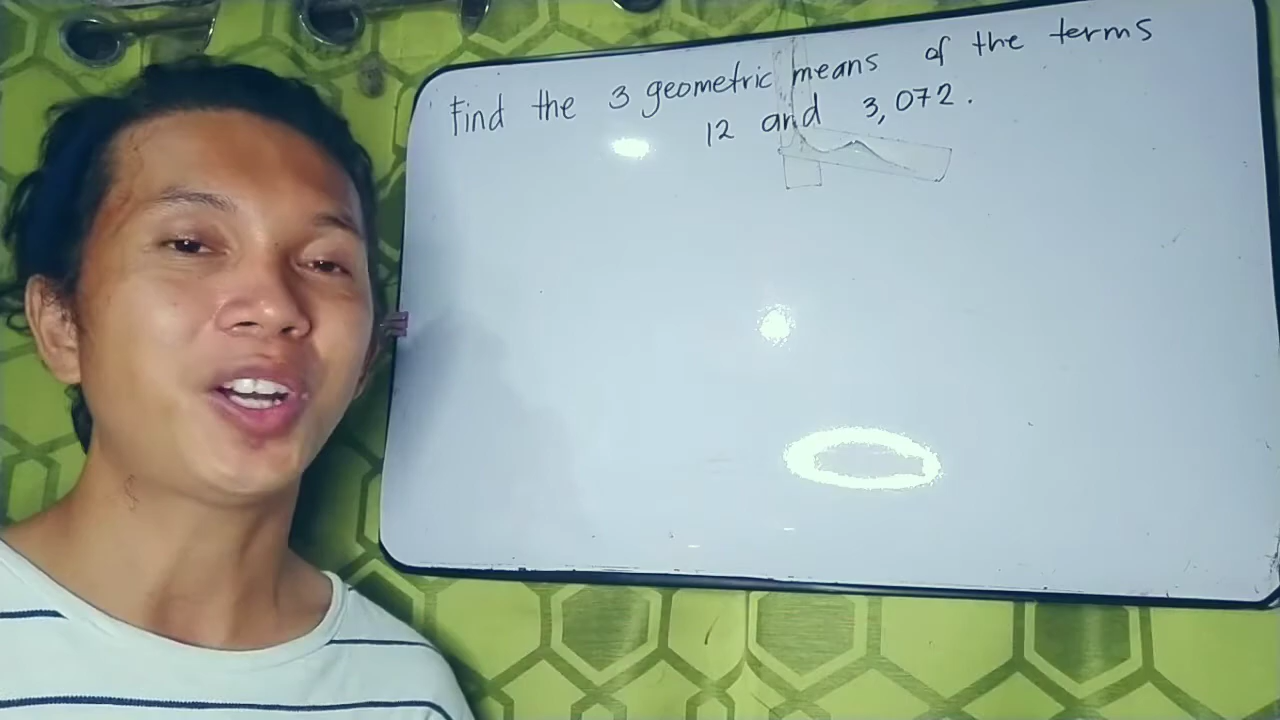 Find the 3 geometric means of the terms
12 and 3,072.